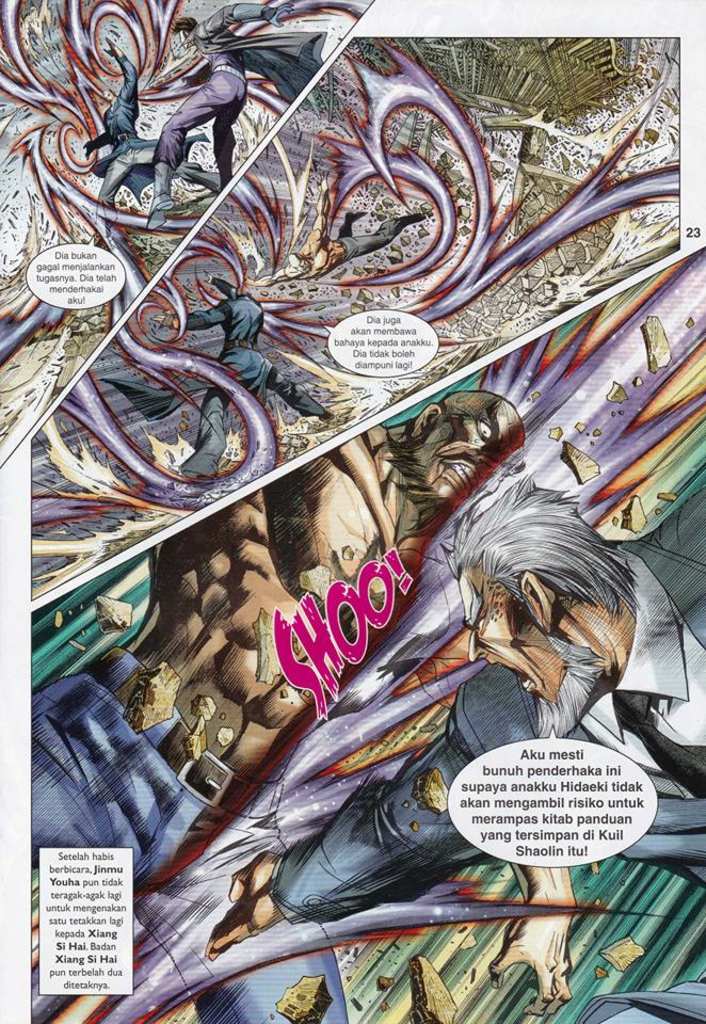 23
Dia bukan
gagal menjalankan
tugasnya. Dia telah
menderhakai
aku!
Dia juga
akan membawa
bahaya kepada anakku.
Dia tidak boleh
diampuni lagi!
SHOO!
Aku mesti
bunuh penderhaka ini
supaya anakku Hidaeki tidak
akan mengambil risiko untuk
merampas kitab panduan
yang tersimpan di Kuil
Shaolin itu!
Setelah habis
berbicara, Jinmu
Youha pun tidak
teragak-agak lagi
untuk mengenakan
satu tetakkan lagi
kepada Xiang
Si Hai. Badan
Xiang Si Hai
pun terbelah dua
ditetaknya.